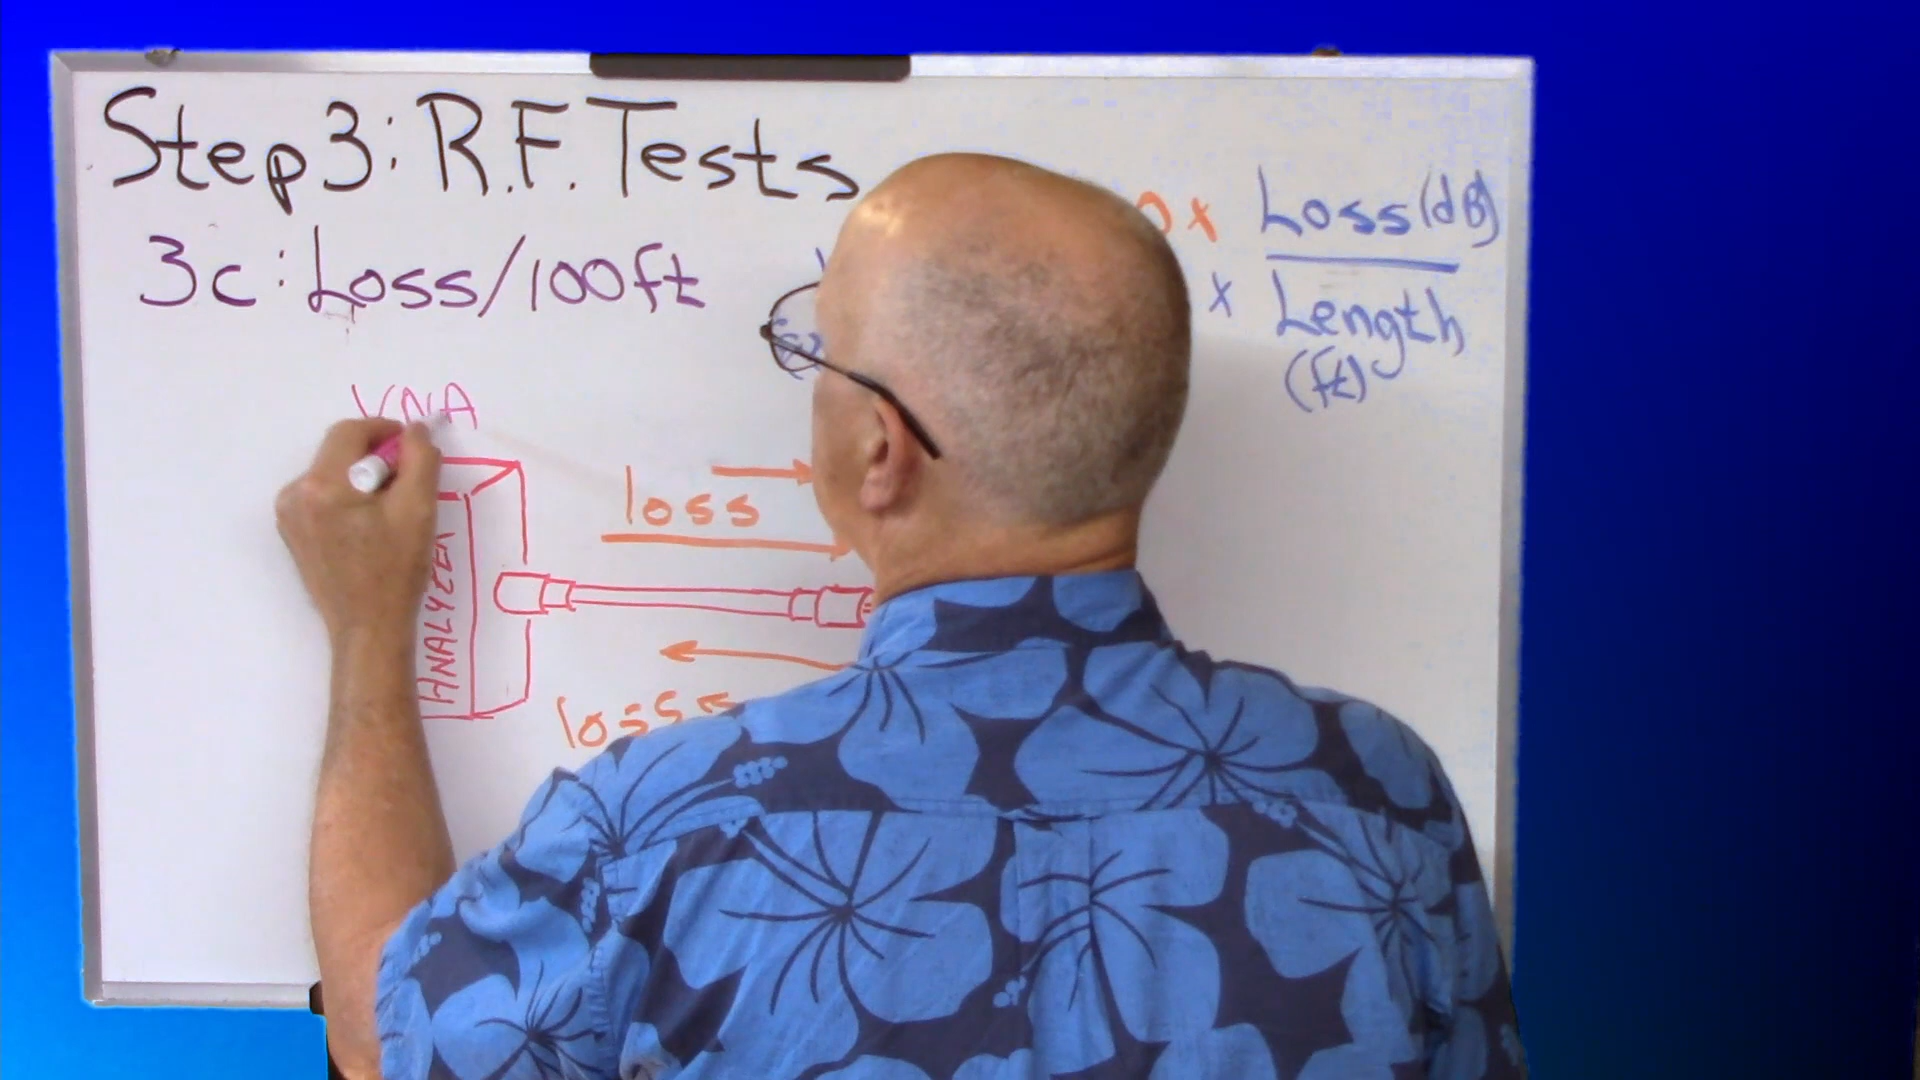 Step 3: R.F. Tests
3c: Loss/100ft
x Loss(dB)
x Length
(ft)
VNA
loss
ANALYZER
loss